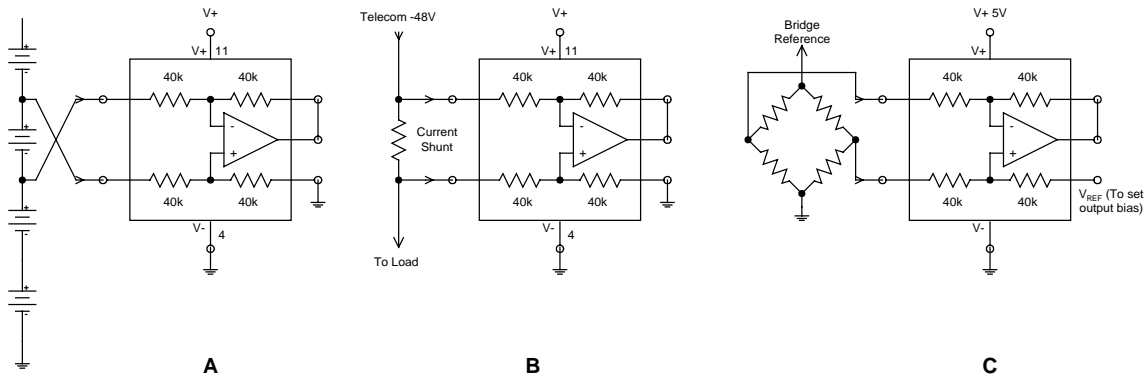 V+
V+ 11
40k 40k
-
+
40k 40k
V-
4
A
+
-
+
-
+
-
+
-
Telecom -48V
V+
V+ 11
40k 40k
Current
Shunt
-
+
40k 40k
V-
4
To Load
B
V+ 5V
Bridge
Reference
V+
40k 40k
-
+
40k 40k
VREF (To set
output bias)
V-
C